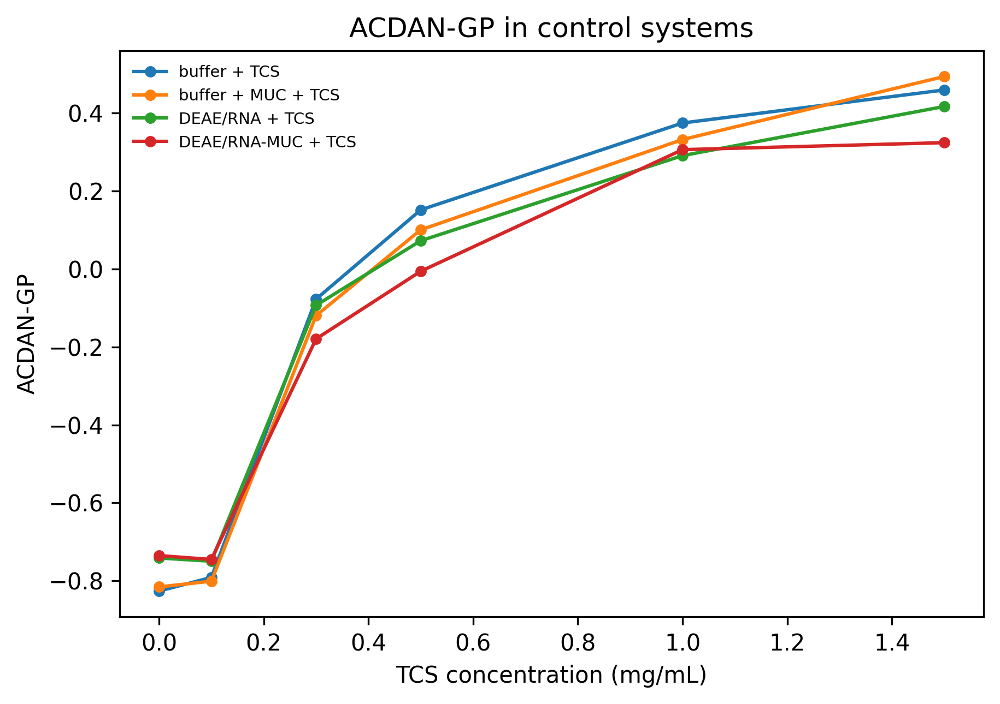 ACDAN-GP in control systems
buffer + TCS
buffer + MUC + TCS
DEAE/RNA + TCS
DEAE/RNA-MUC + TCS
ACDAN-GP
0.4
0.2
0.0
−0.2
−0.4
−0.6
−0.8
0.0 0.2 0.4 0.6 0.8 1.0 1.2 1.4
TCS concentration (mg/mL)